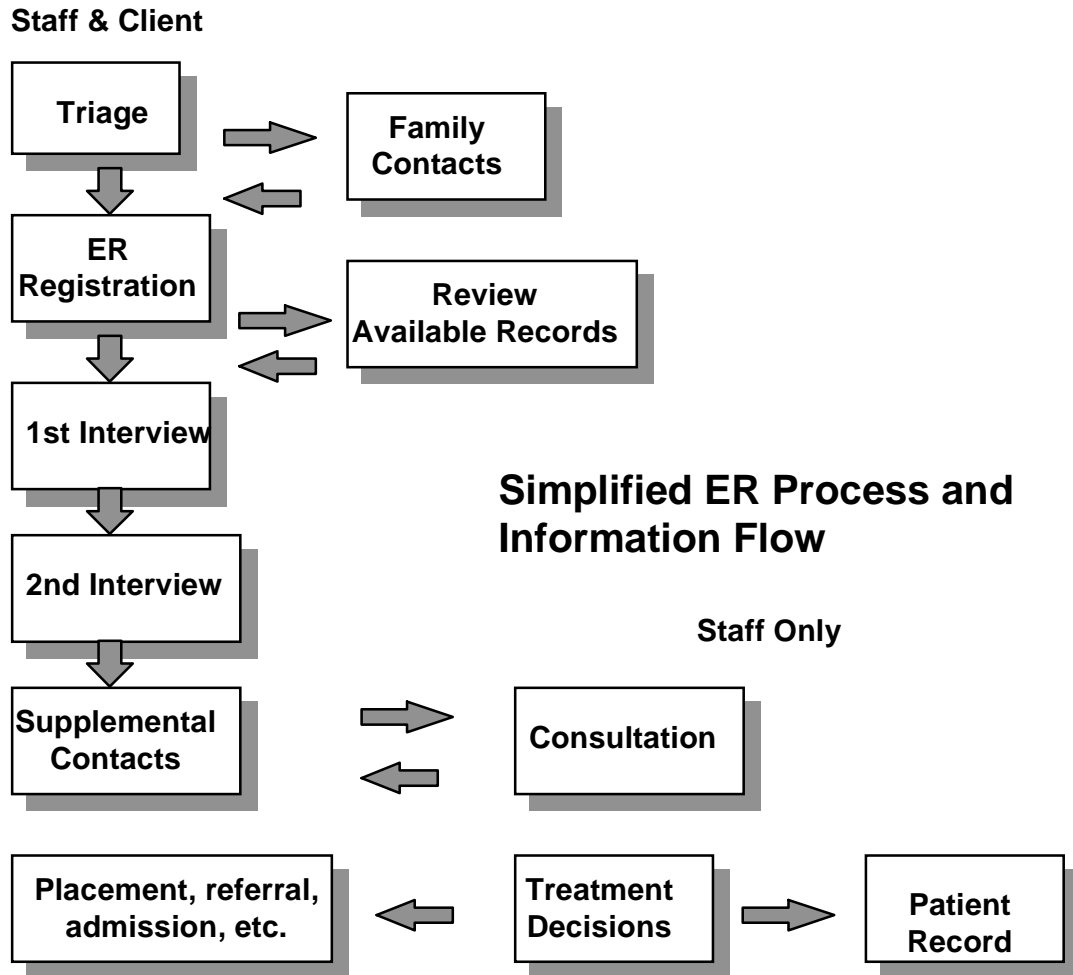 Staff & Client
Triage
Family
Contacts
ER
Registration
Review
Available Records
1st Interview
Simplified ER Process and
Information Flow
2nd Interview
Staff Only
Supplemental
Contacts
Consultation
Placement, referral,
admission, etc.
Treatment
Decisions
Patient
Record